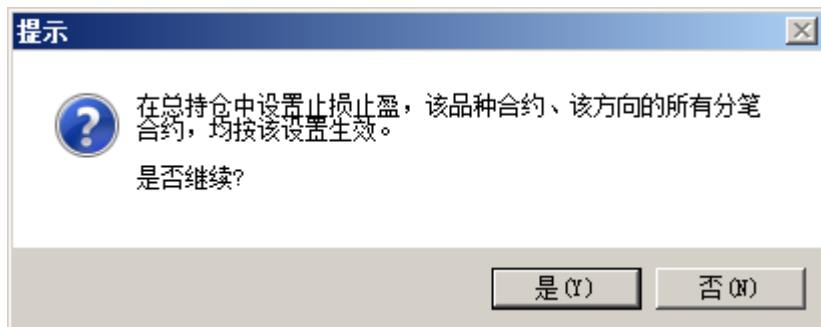 提示
在总持仓中设置止损止盈，该品种合约、该方向的所有分笔
合约，均按该设置生效。
是否继续?
是(Y)
否(N)